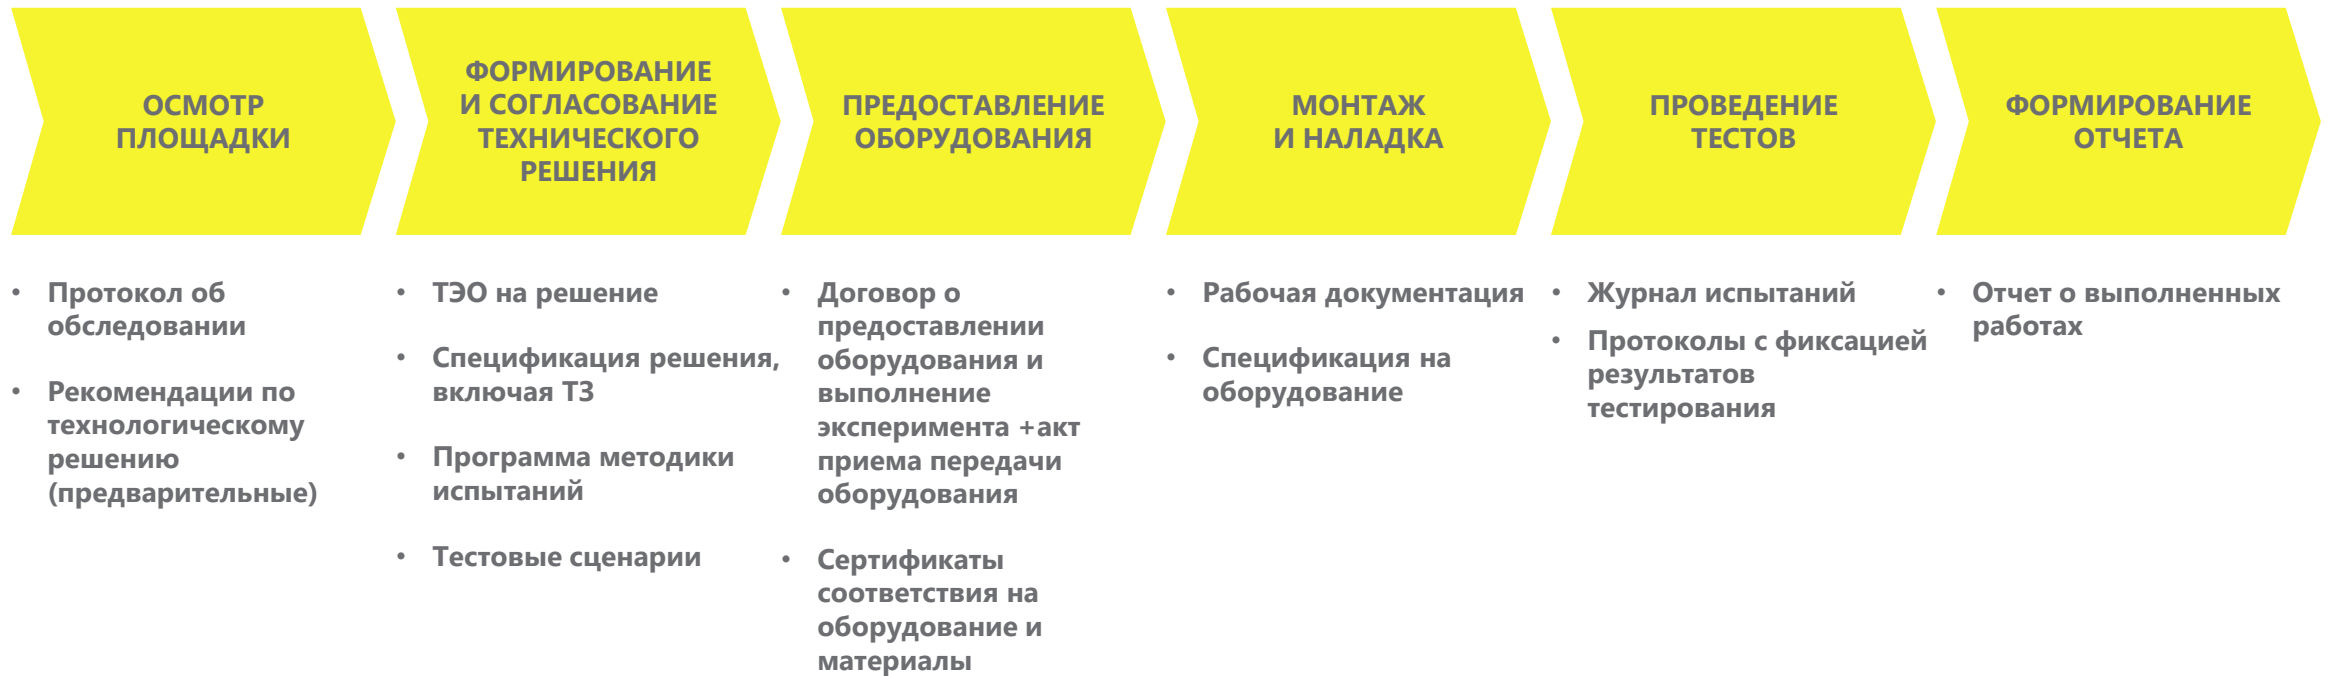 ОСМОТР
ПЛОЩАДКИ
ФОРМИРОВАНИЕ
И СОГЛАСОВАНИЕ
ТЕХНИЧЕСКОГО
РЕШЕНИЯ
ПРЕДОСТАВЛЕНИЕ
ОБОРУДОВАНИЯ
МОНТАЖ
И НАЛАДКА
ПРОВЕДЕНИЕ
ТЕСТОВ
ФОРМИРОВАНИЕ
ОТЧЕТА
• Протокол об
обследовании
• Рекомендации по
технологическому
решению
(предварительные)
• ТЭО на решение
• Спецификация решения,
включая ТЗ
• Программа методики
испытаний
• Тестовые сценарии
• Договор о
предоставлении
оборудования и
выполнение
эксперимента +акт
приема передачи
оборудования
• Сертификаты
соответствия на
оборудование и
материалы
• Рабочая документация
• Спецификация на
оборудование
• Журнал испытаний
• Протоколы с фиксацией
результатов
тестирования
• Отчет о выполненных
работах